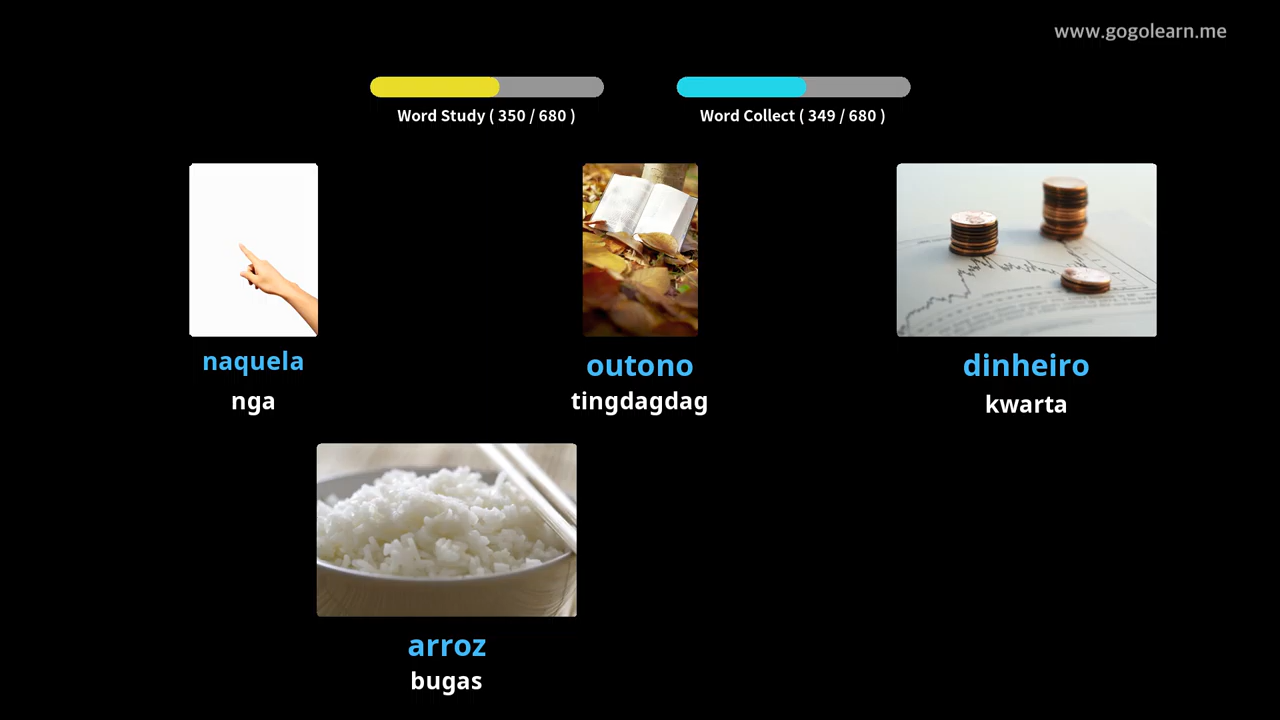 www.gogolearn.me
Word Study ( 350 / 680 )
Word Collect ( 349 / 680 )
naquela
nga
outono
tingdagdag
dinheiro
kwarta
arroz
bugas